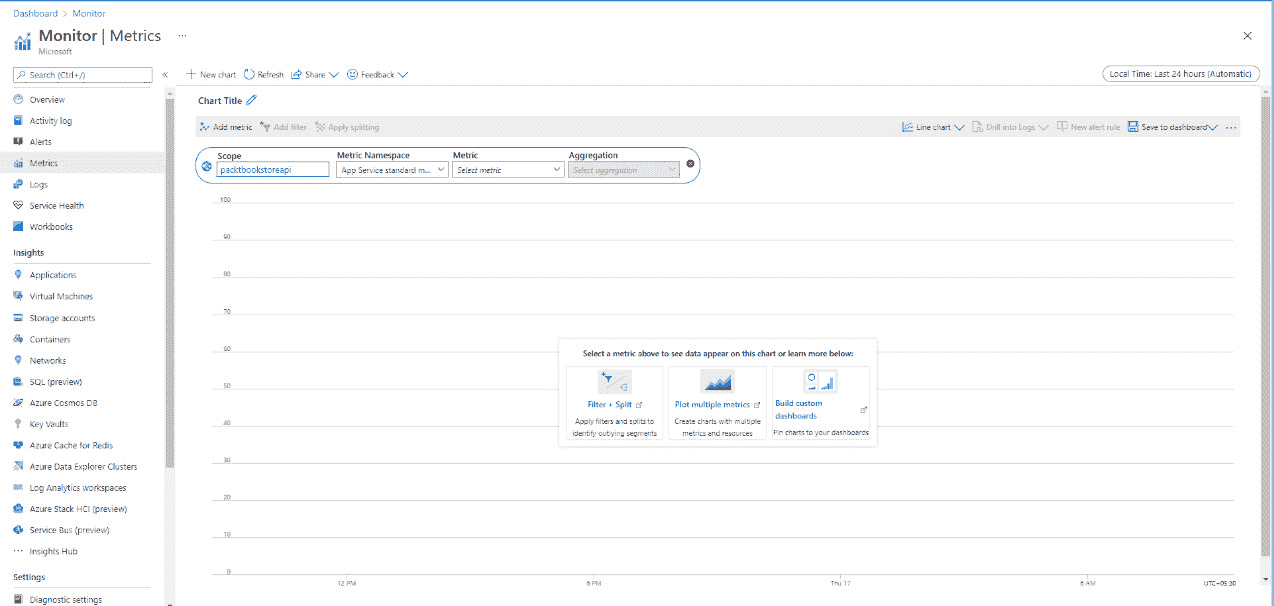 Dashboard > Monitor
Monitor | Metrics ...
Microsoft
Search (Ctrl+/)
«
New chart Refresh Share Feedback
Local Time: Last 24 hours (Automatic)
Overview
Activity log
Alerts
Metrics
Logs
Service Health
Workbooks
Insights
Applications
Virtual Machines
Storage accounts
Containers
Networks
SQL (preview)
Azure Cosmos DB
Key Vaults
Azure Cache for Redis
Azure Data Explorer Clusters
Log Analytics workspaces
Azure Stack HCI (preview)
Service Bus (preview)
Insights Hub
Settings
Diagnostic settings
Chart Title
Add metric Add filter Apply splitting
Line chart Drill into Logs New alert rule Save to dashboard ...
Scope Metric Namespace Metric Aggregation
packtbookstoreapi App Service standard m... Select metric Select aggregation
100
90
80
70
60
50
40
30
20
10
0
Select a metric above to see data appear on this chart or learn more below:
Filter + Split
Apply filters and splits to
identify outlying segments
Plot multiple metrics
Create charts with multiple
metrics and resources
Build custom
dashboards
Pin charts to your dashboards
12 PM 6 PM Thu 17 6 AM UTC+05:30